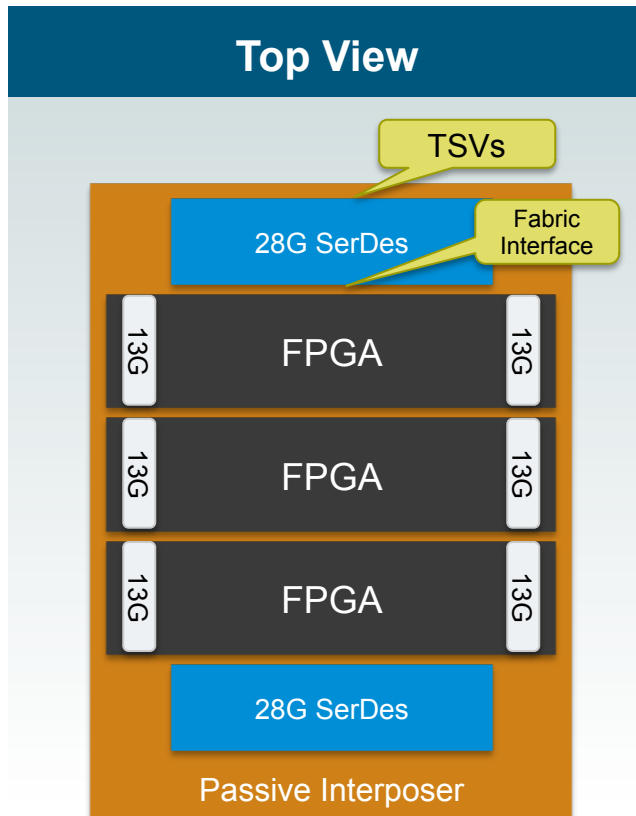 Top View
TSVs
Fabric
Interface
28G SerDes
13G
FPGA
13G
13G
FPGA
13G
13G
FPGA
13G
28G SerDes
Passive Interposer